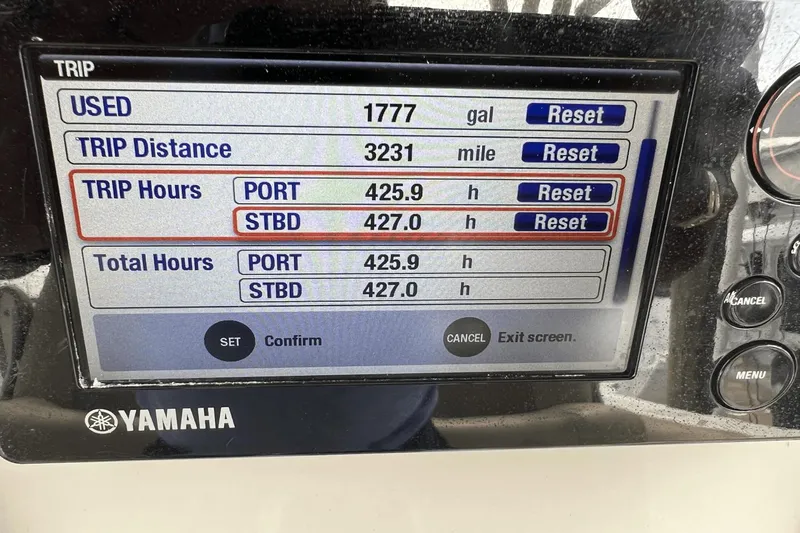 TRIP
USED 1777 gal Reset
TRIP Distance 3231 mile Reset
TRIP Hours PORT 425.9 h Reset
STBD 427.0 h Reset
Total Hours PORT 425.9 h
STBD 427.0 h
SET Confirm CANCEL Exit screen.
CANCEL
MENU
YAMAHA